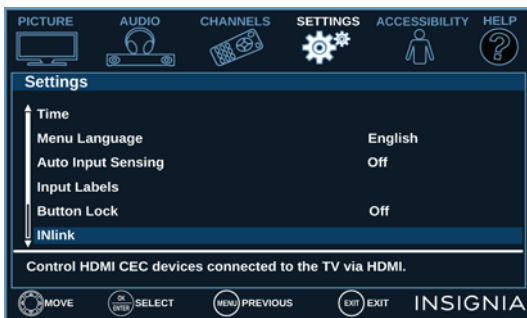 PICTURE AUDIO CHANNELS SETTINGS ACCESSIBILITY HELP
Settings
Time
Menu Language English
Auto Input Sensing Off
Input Labels
Button Lock Off
INlink
Control HDMI CEC devices connected to the TV via HDMI.
MOVE OK ENTER SELECT MENU PREVIOUS EXIT EXIT INSIGNIA